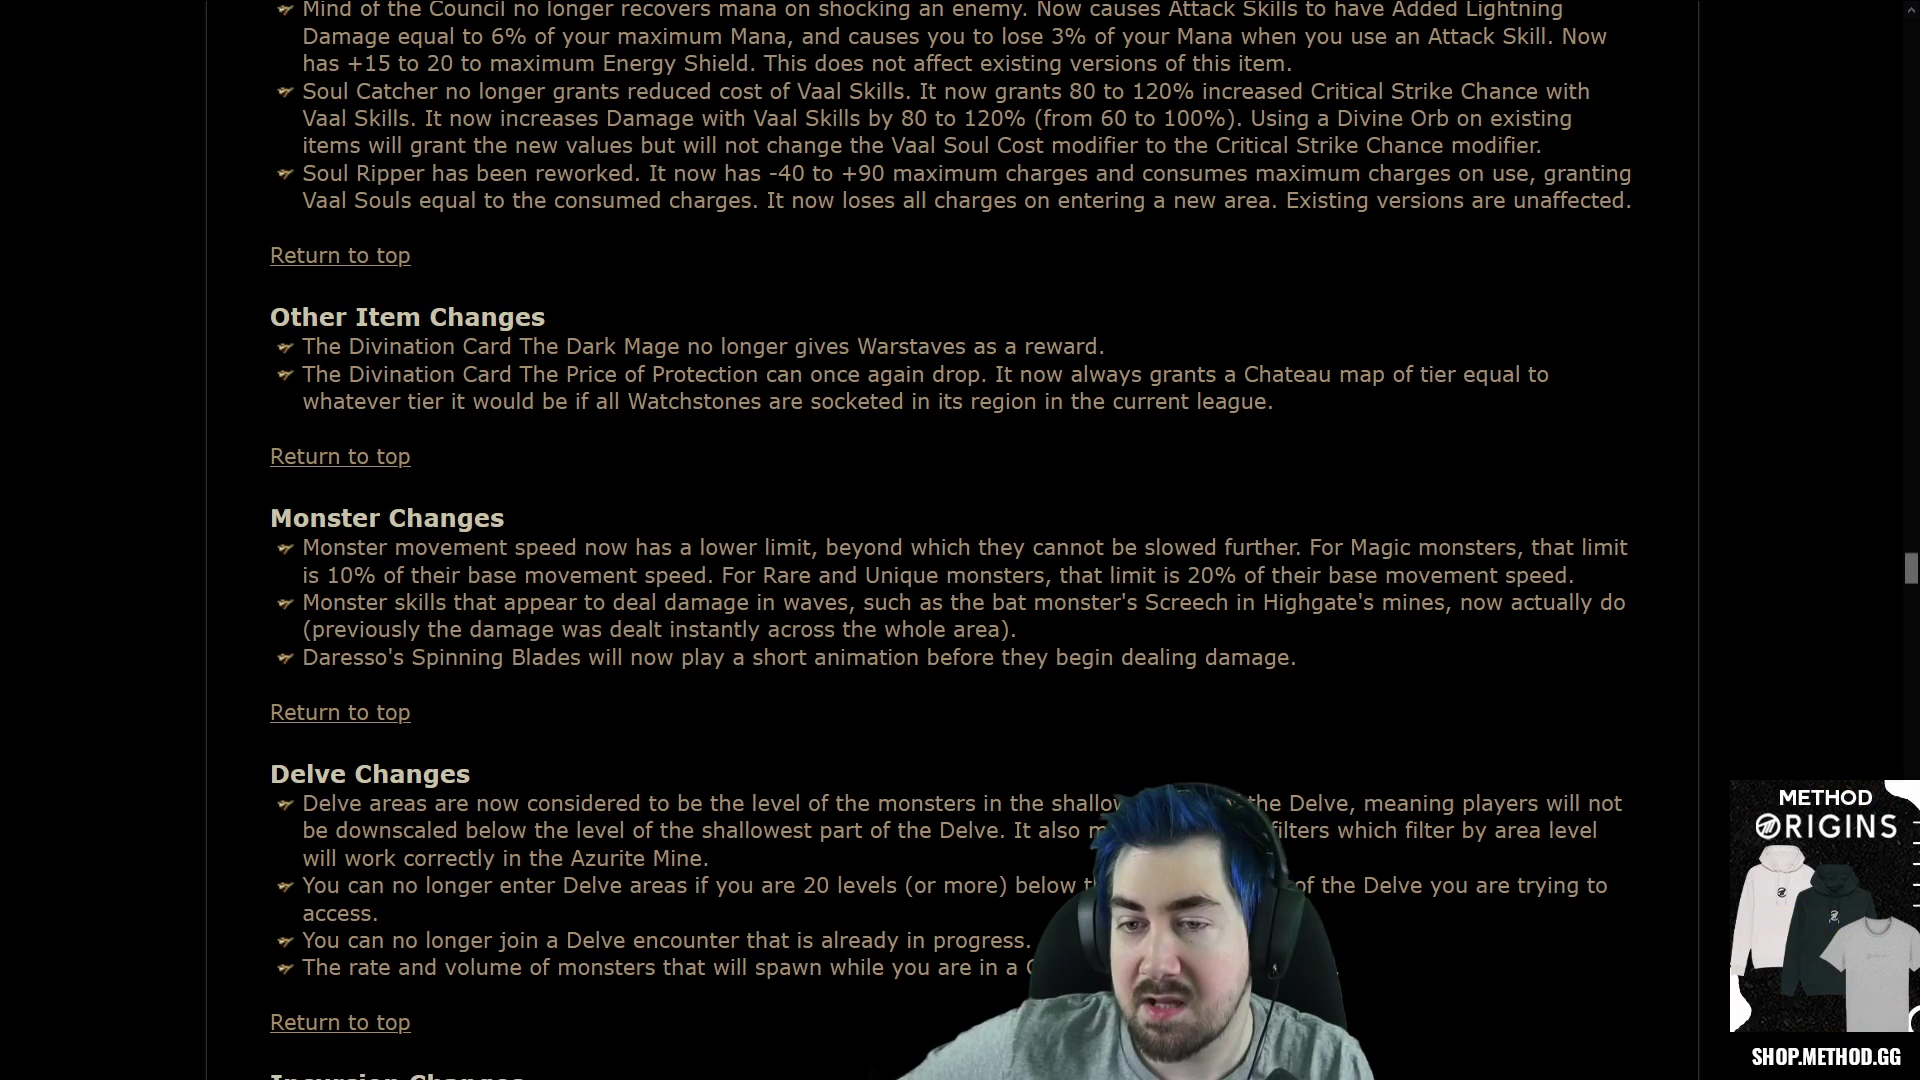 Mind of the Council no longer recovers mana on shocking an enemy. Now causes Attack Skills to have Added Lightning
Damage equal to 6% of your maximum Mana, and causes you to lose 3% of your Mana when you use an Attack Skill. Now
has +15 to 20 to maximum Energy Shield. This does not affect existing versions of this item.
Soul Catcher no longer grants reduced cost of Vaal Skills. It now grants 80 to 120% increased Critical Strike Chance with
Vaal Skills. It now increases Damage with Vaal Skills by 80 to 120% (from 60 to 100%). Using a Divine Orb on existing
items will grant the new values but will not change the Vaal Soul Cost modifier to the Critical Strike Chance modifier.
Soul Ripper has been reworked. It now has -40 to +90 maximum charges and consumes maximum charges on use, granting
Vaal Souls equal to the consumed charges. It now loses all charges on entering a new area. Existing versions are unaffected.
Return to top
Other Item Changes
The Divination Card The Dark Mage no longer gives Warstaves as a reward.
The Divination Card The Price of Protection can once again drop. It now always grants a Chateau map of tier equal to
whatever tier it would be if all Watchstones are socketed in its region in the current league.
Return to top
Monster Changes
Monster movement speed now has a lower limit, beyond which they cannot be slowed further. For Magic monsters, that limit
is 10% of their base movement speed. For Rare and Unique monsters, that limit is 20% of their base movement speed.
Monster skills that appear to deal damage in waves, such as the bat monster's Screech in Highgate's mines, now actually do
(previously the damage was dealt instantly across the whole area).
Daresso's Spinning Blades will now play a short animation before they begin dealing damage.
Return to top
Delve Changes
Delve areas are now considered to be the level of the monsters in the the Delve, meaning players will not
be downscaled below the level of the shallowest part of the Delve. It also filters which filter by area level
will work correctly in the Azurite Mine.
You can no longer enter Delve areas if you are 20 levels (or more) below of the Delve you are trying to
access.
You can no longer join a Delve encounter that is already in progress.
The rate and volume of monsters that will spawn while you are in a
Return to top
METHOD
ORIGINS
SHOP.METHOD.GG